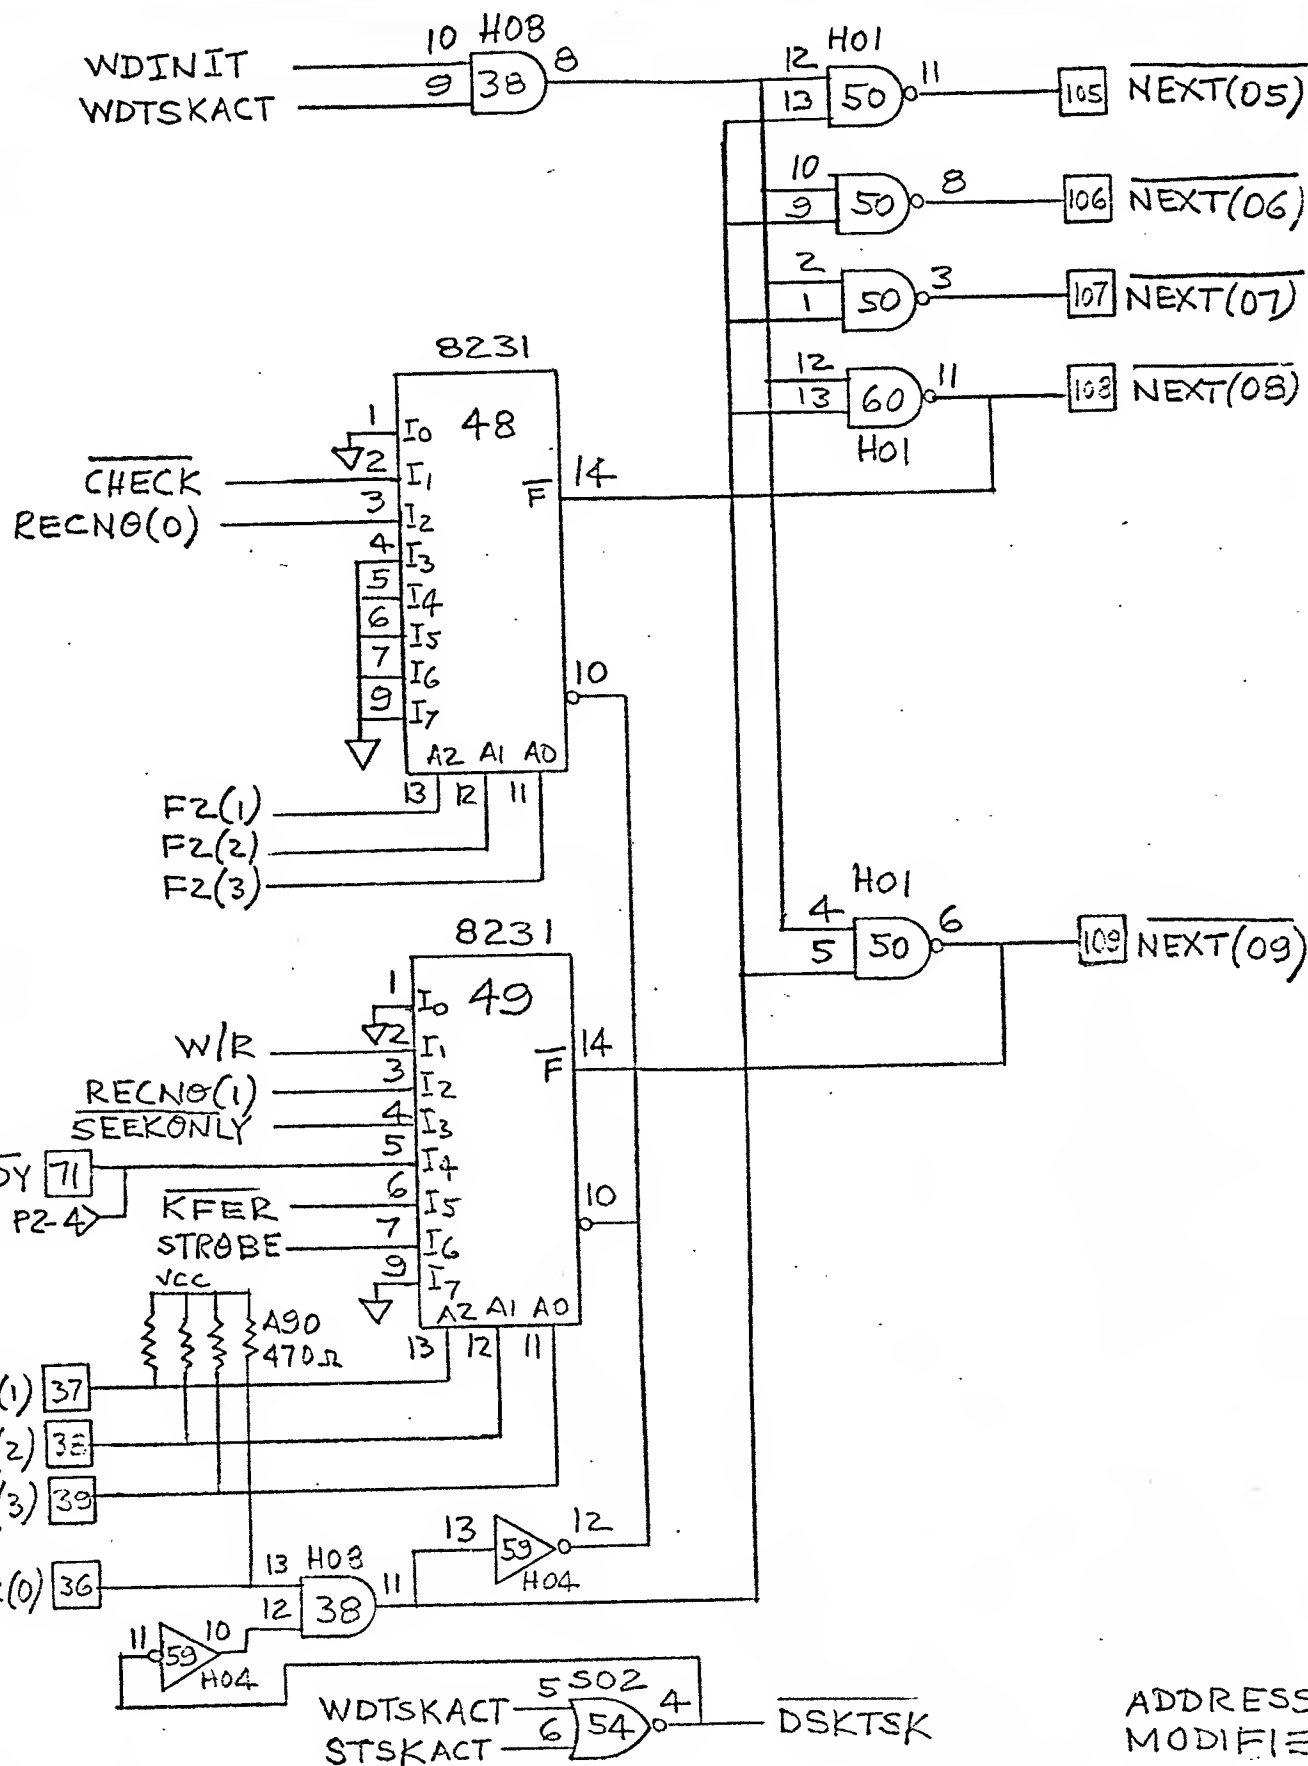 10 H08
WDINIT
9 38 8
WDTSKACT
H01
12 11
13 50
105 NEXT(05)
10 8
9 50
106 NEXT(06)
2 3
1 50
107 NEXT(07)
12 11
13 60
108 NEXT(08)
H01
8231
48
1 I0
CHECK 2 I1
F 14
RECNO(0) 3 I2
4 I3
5 I4
6 I5
7 I6
10
9 I7
A2 A1 A0
13 12 11
F2(1)
F2(2)
F2(3)
H01
4 6
5 50
109 NEXT(09)
8231
49
1 I0
W/R 2 I1
F 14
RECNO(1) 3 I2
SEEKONLY 4 I3
DY 71 5 I4
P2-4
KFER 6 I5
10
STROBE 7 I6
9 I7
VCC
A2 A1 A0
A90
470Ω
13 12 11
(1) 37
(2) 38
(3) 39
13 12
59
H04
(0) 36
13 H08
12 38 11
11 59 10
H04
S02
WDTSKACT 5
54 4
STSKACT 6
DSKTSK
ADDRESS
MODIFIE